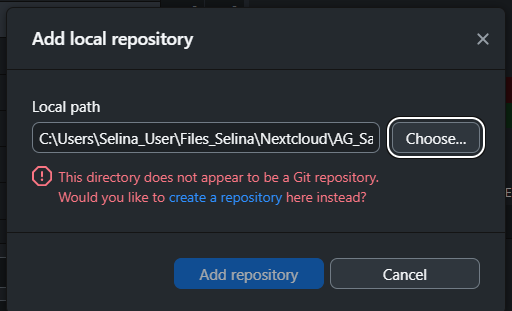 Add local repository
Local path
C:\Users\Selina_User\Files_Selina\Nextcloud\AG_Sa
Choose...
This directory does not appear to be a Git repository.
Would you like to create a repository here instead?
Add repository
Cancel